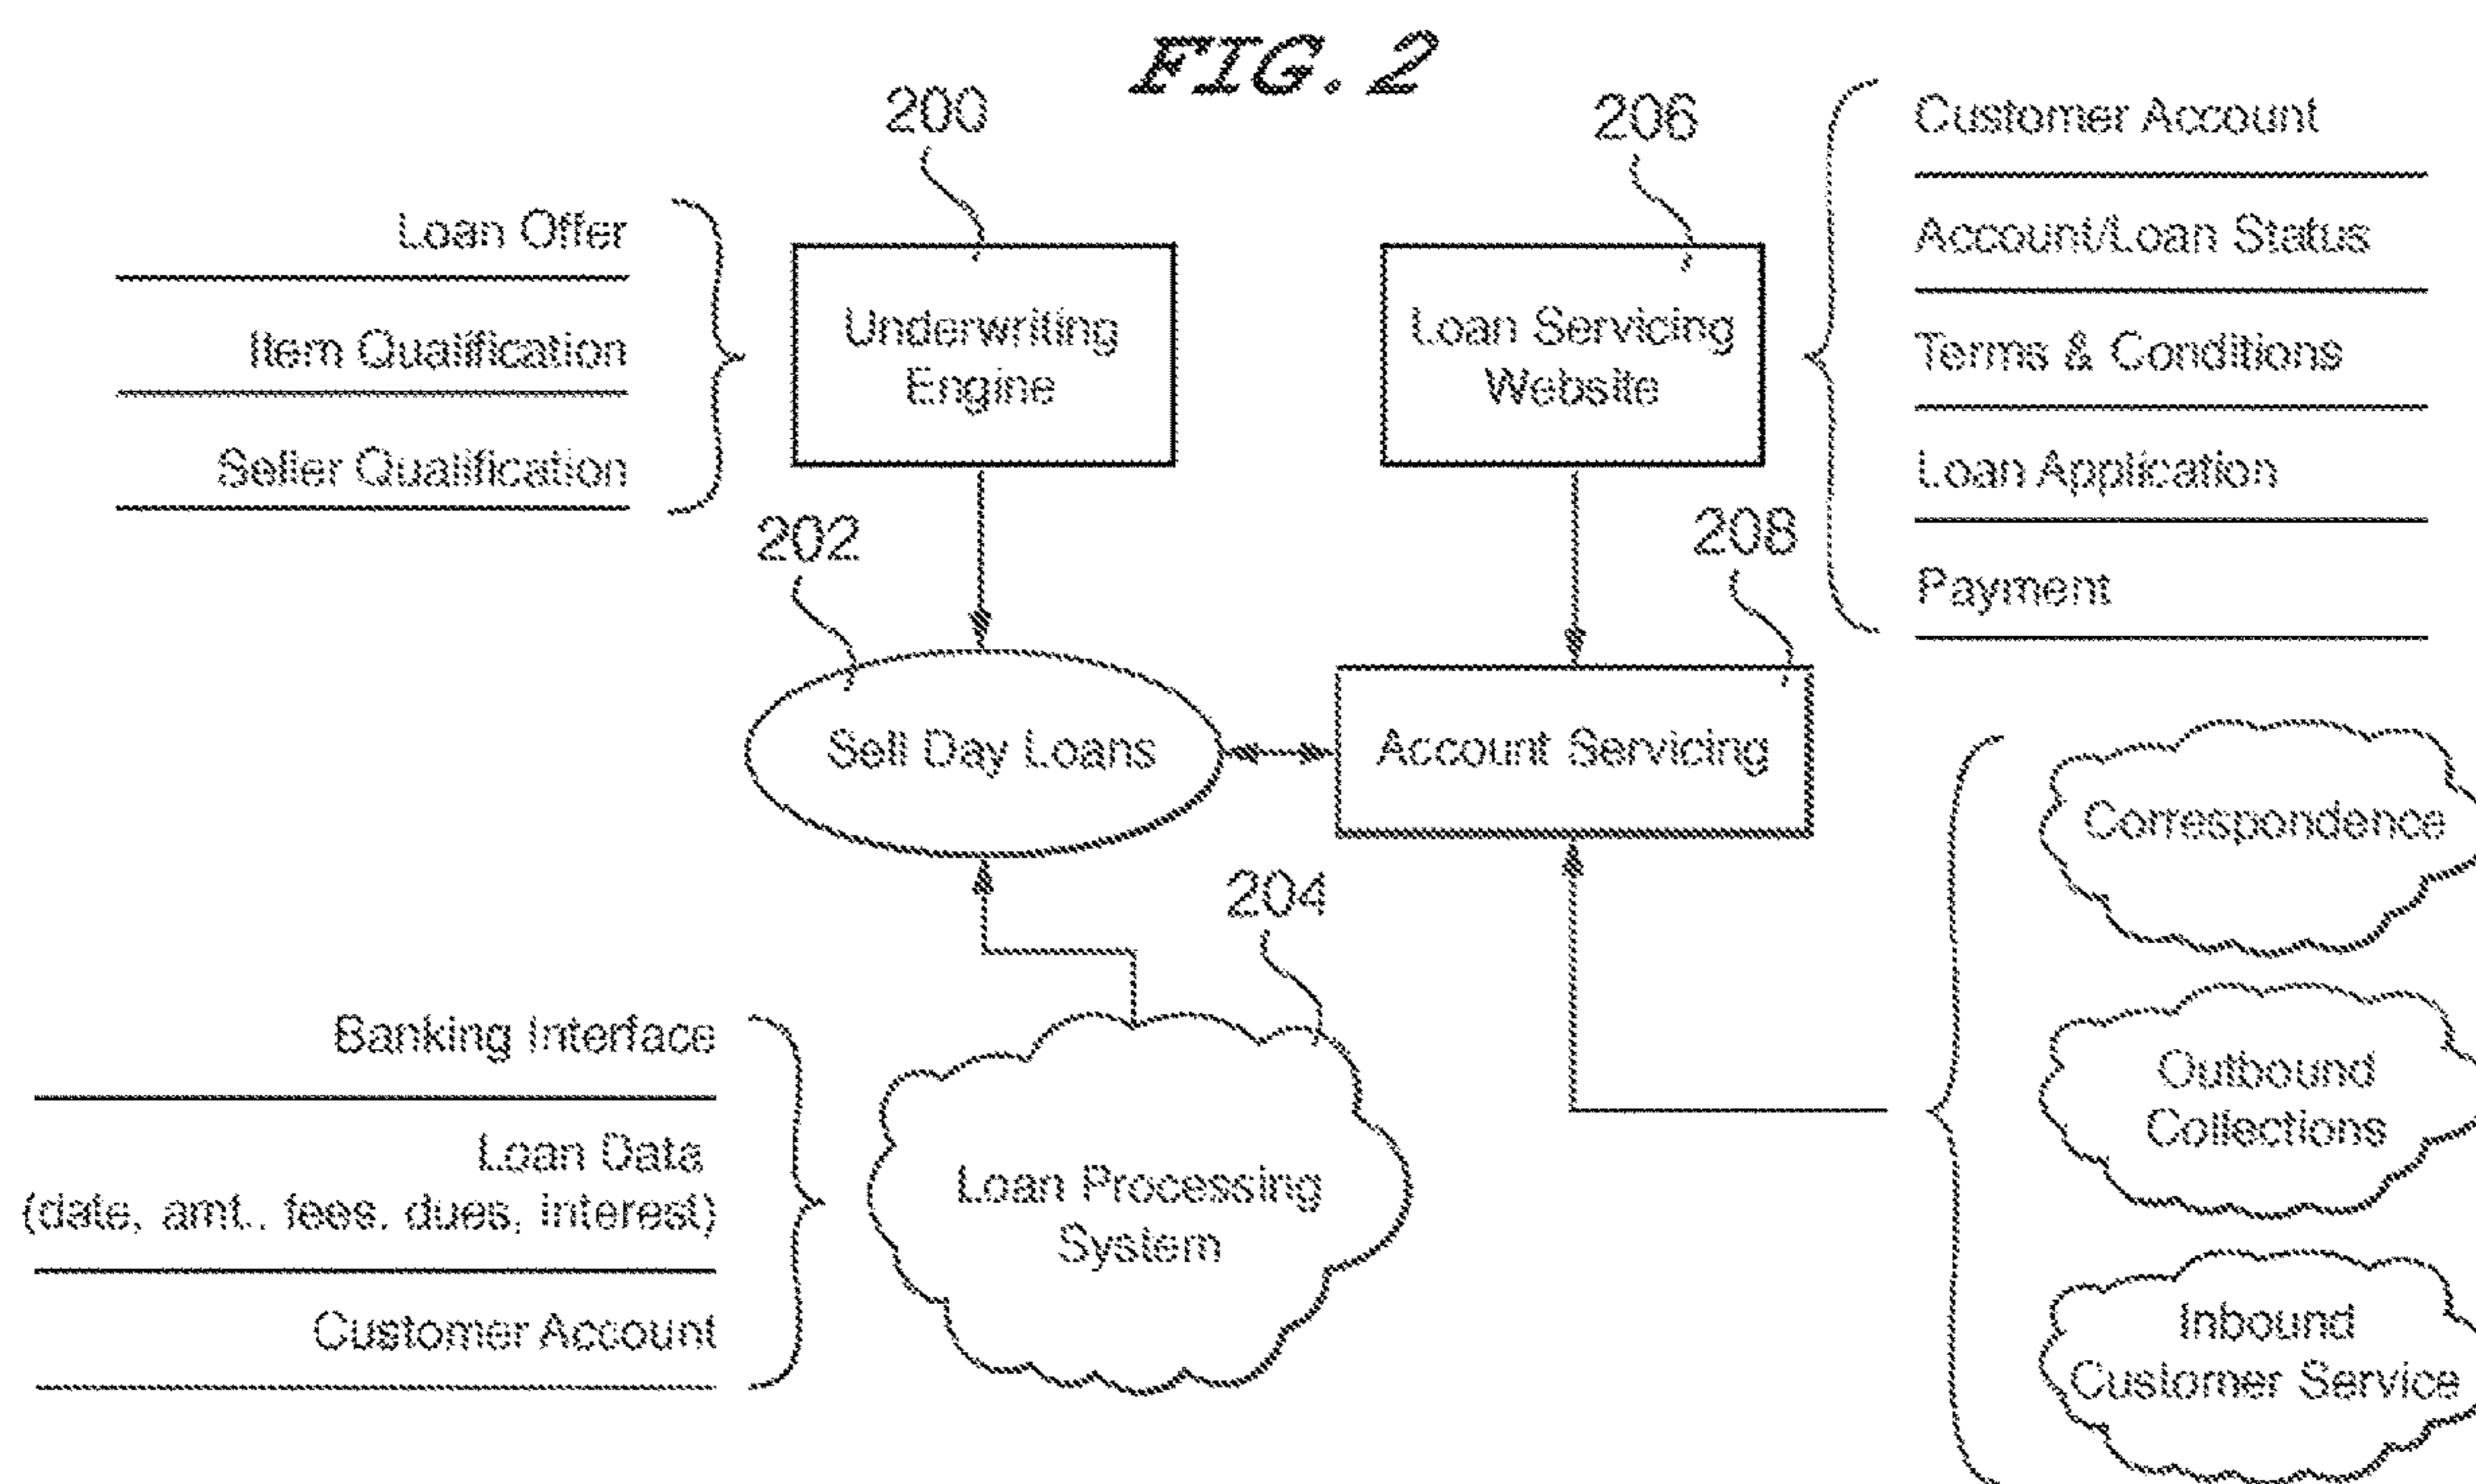 FIG. 2
200
206
Customer Account
Account/Loan Status
Terms & Conditions
Loan Application
Payment
Loan Offer
Item Qualification
Seller Qualification
Underwriting
Engine
Loan Servicing
Website
202
208
Sell Day Loans
Account Servicing
204
Correspondence
Outbound
Collections
Inbound
Customer Service
Banking Interface
Loan Data
(date, amt.. fees. dues, interest)
Customer Account
Loan Processing
System